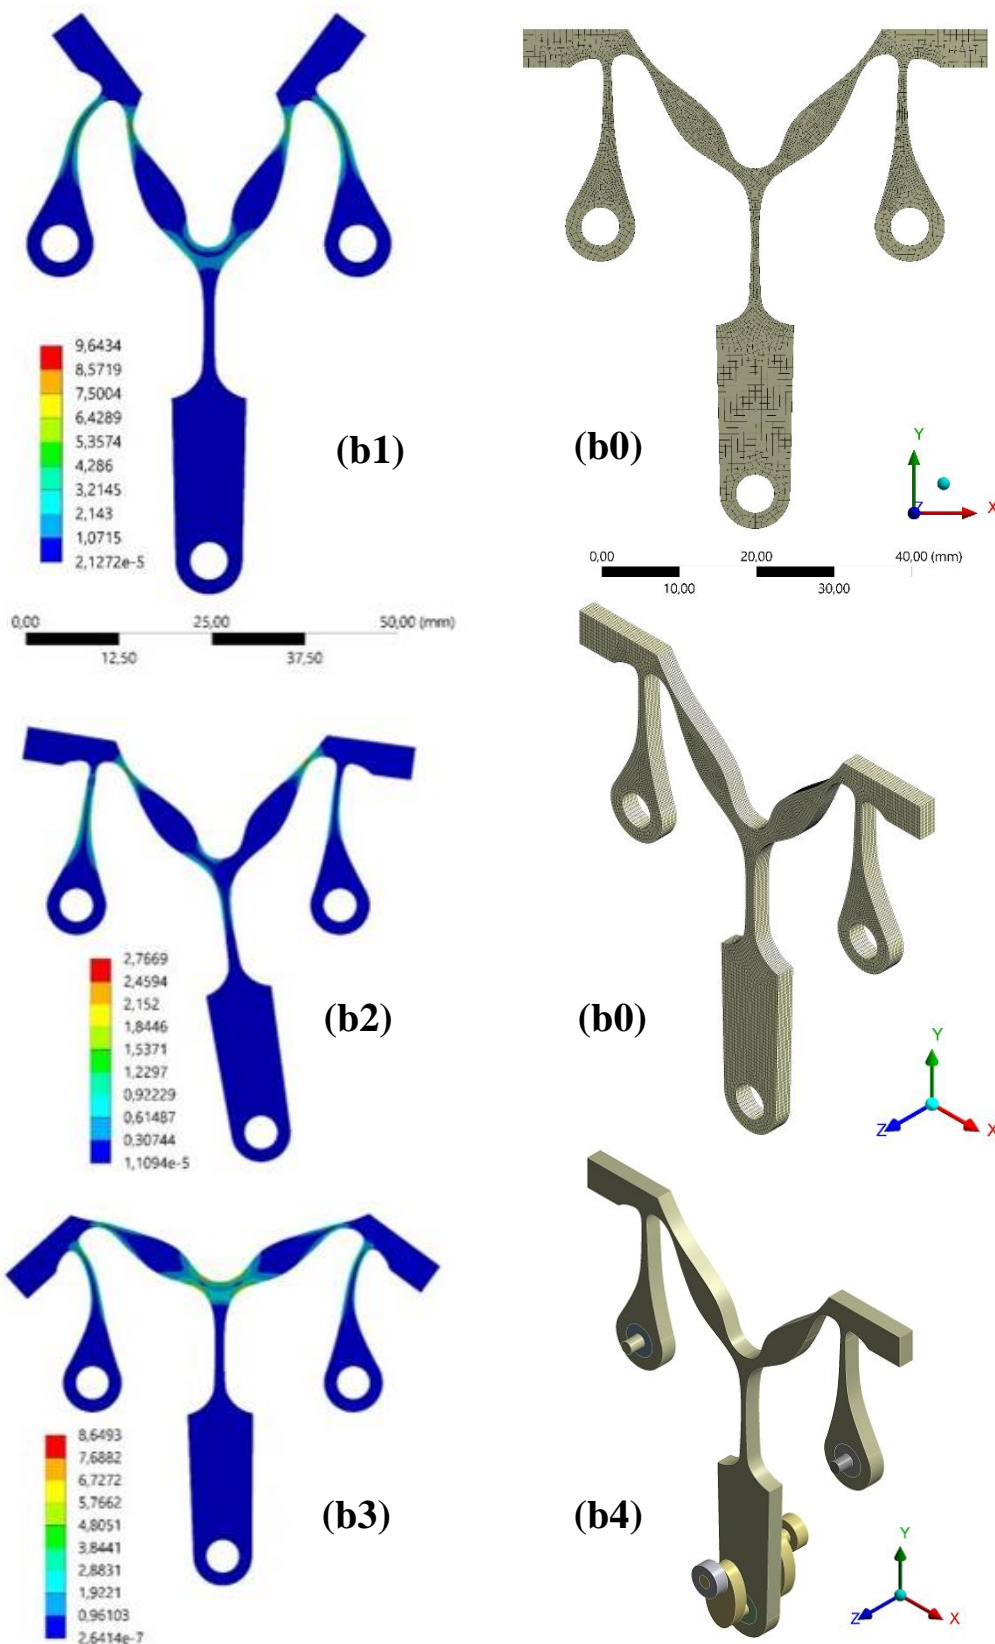 9,6434
8,5719
7,5004
6,4289
5,3574
4,286
3,2145
2,143
1,0715
2,1272e-5
(b1)
0,00 25,00 50,00 (mm)
12,50 37,50
(b0)
Y
Z
X
0,00 20,00 40,00 (mm)
10,00 30,00
2,7669
2,4594
2,152
1,8446
1,5371
1,2297
0,92229
0,61487
0,30744
1,1094e-5
(b2)
(b0)
Y
Z
X
8,6493
7,6882
6,7272
5,7662
4,8051
3,8441
2,8831
1,9221
0,96103
2,6414e-7
(b3)
(b4)
Y
Z
X